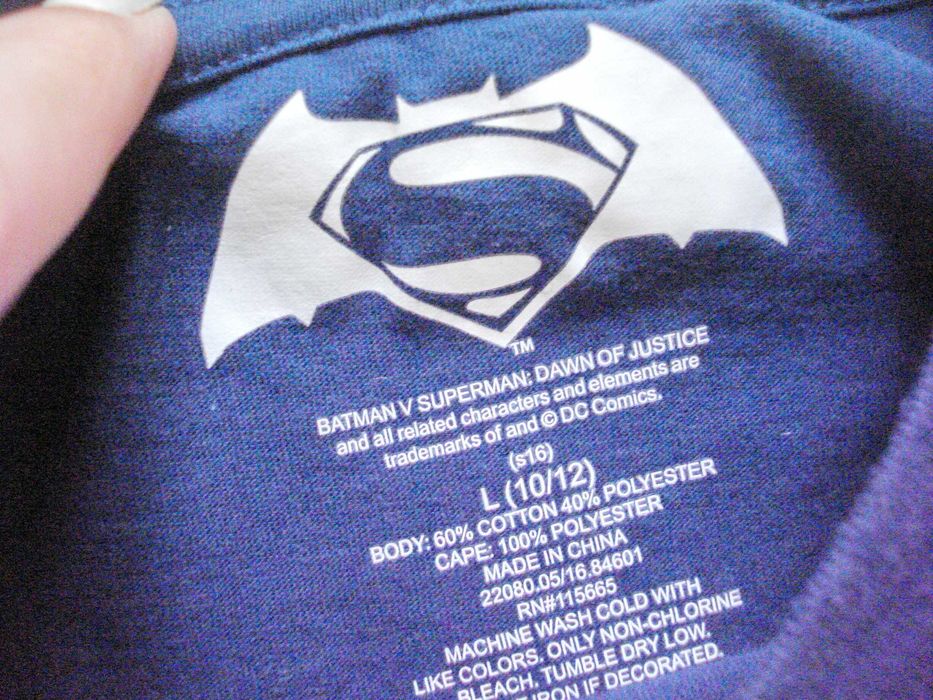 TM
BATMAN V SUPERMAN: DAWN OF JUSTICE
and all related characters and elements are
trademarks of and © DC Comics.
(s16)
L (10/12)
BODY: 60% COTTON 40% POLYESTER
CAPE: 100% POLYESTER
MADE IN CHINA
22080.05/16.84601
RN#115665
MACHINE WASH COLD WITH
LIKE COLORS. ONLY NON-CHLORINE
BLEACH. TUMBLE DRY LOW.
IRON IF DECORATED.